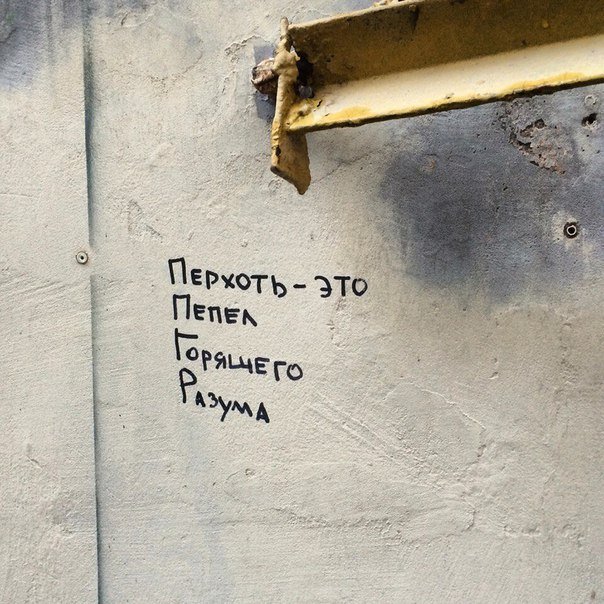 Перхоть - это
Пепел
Горящего
Разума